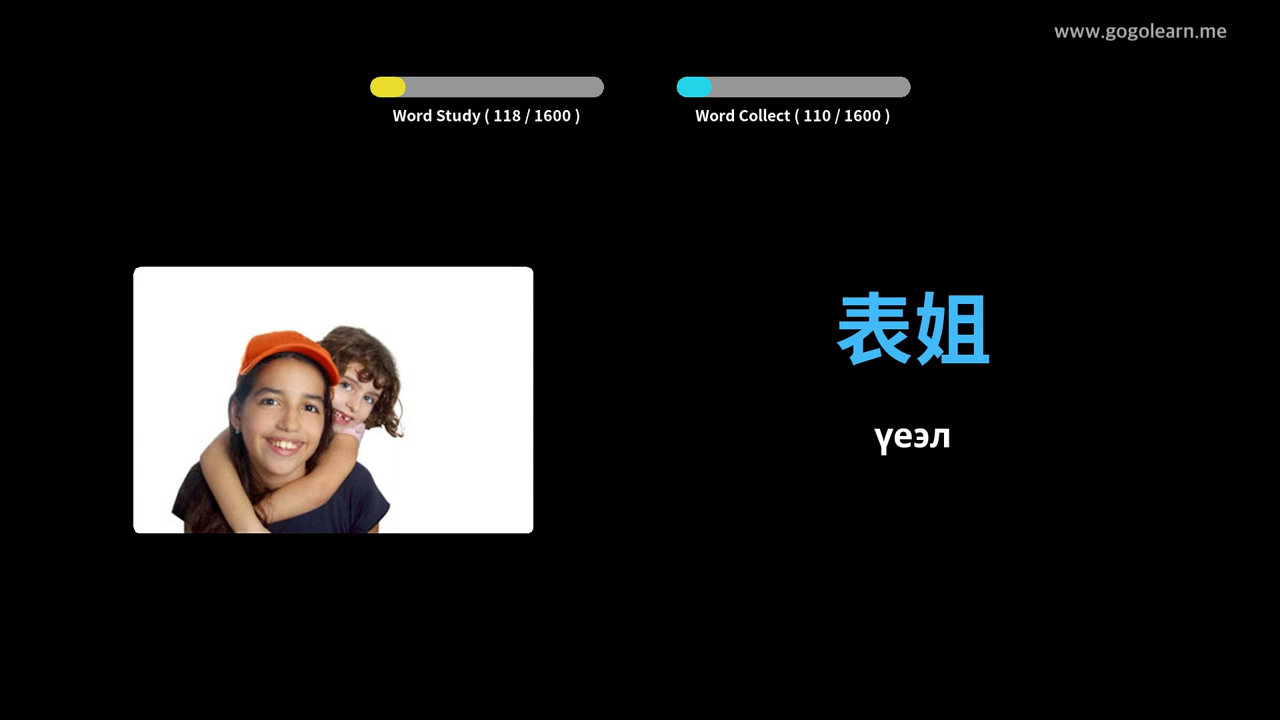 www.gogolearn.me
Word Study ( 118 / 1600 )
Word Collect ( 110 / 1600 )
表姐
үеэл